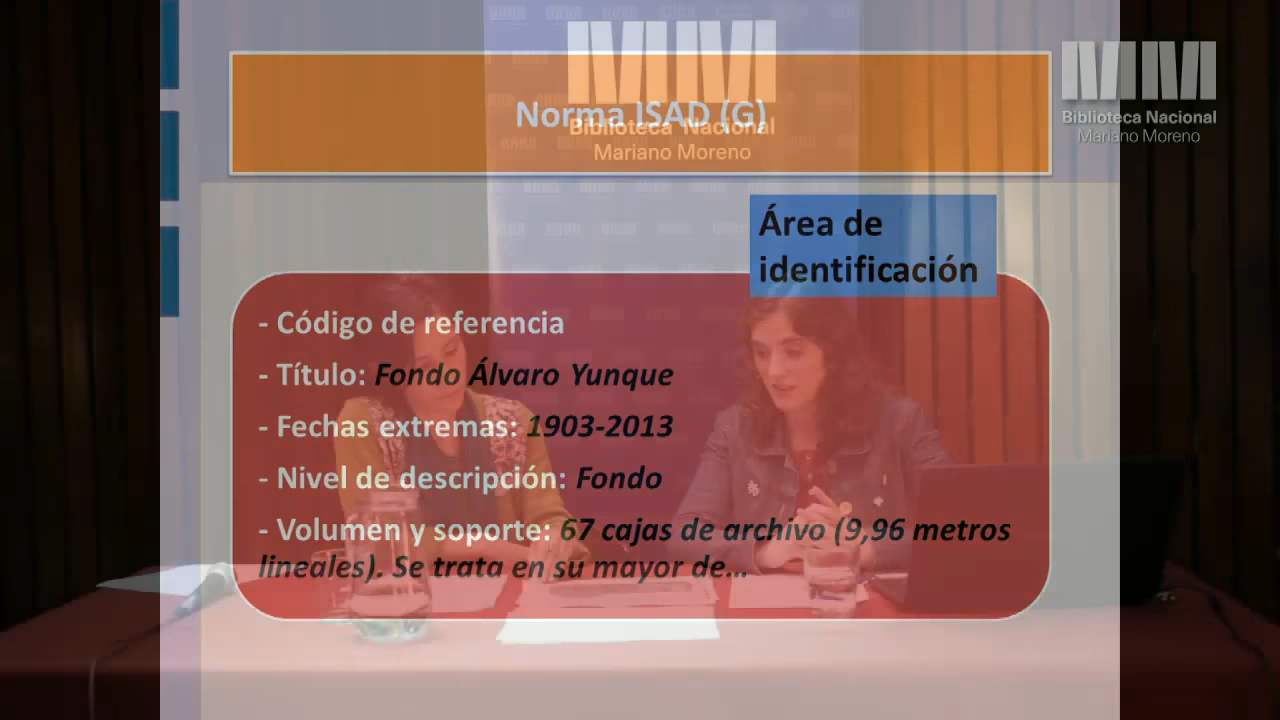 Norma ISAD (G)
Biblioteca Nacional
Mariano Moreno
Biblioteca Nacional
Mariano Moreno
Área de
identificación
- Código de referencia
- Título: Fondo Álvaro Yunque
- Fechas extremas: 1903-2013
- Nivel de descripción: Fondo
- Volumen y soporte: 67 cajas de archivo (9,96 metros
lineales). Se trata en su mayor de...